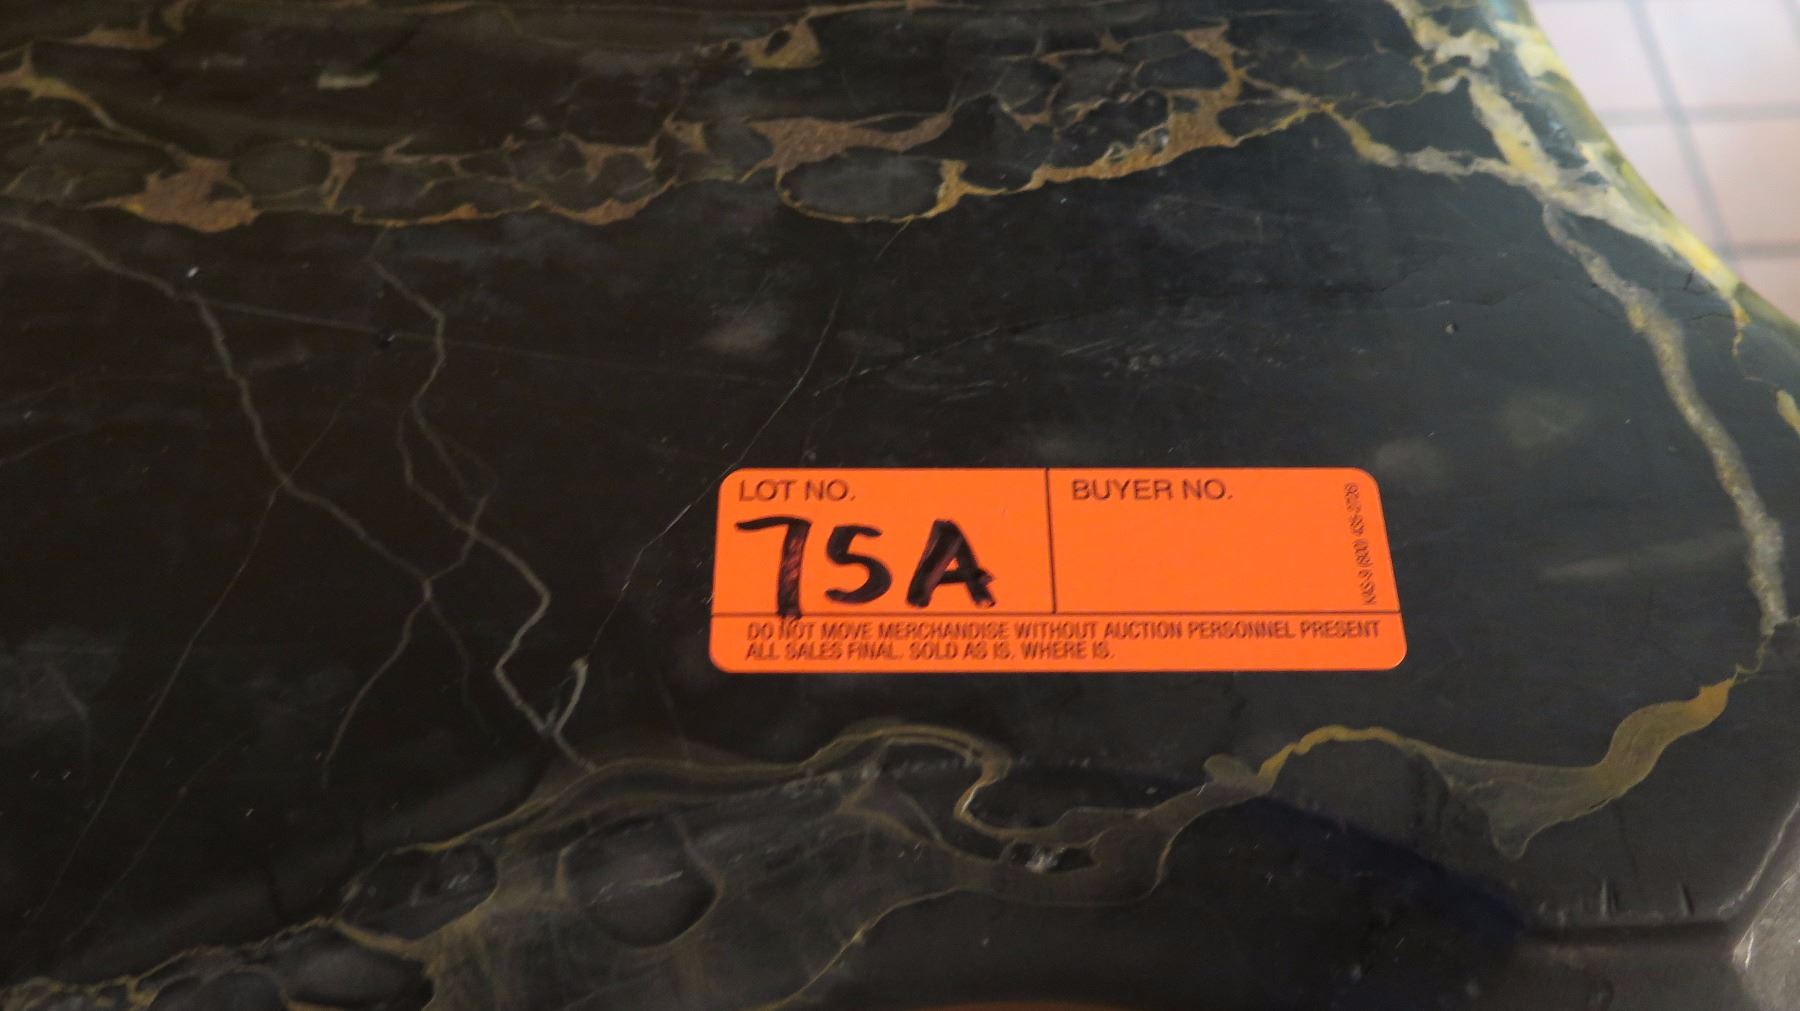 LOT NO.
75A
BUYER NO.
DO NOT MOVE MERCHANDISE WITHOUT AUCTION PERSONNEL PRESENT
ALL SALES FINAL. SOLD AS IS. WHERE IS.